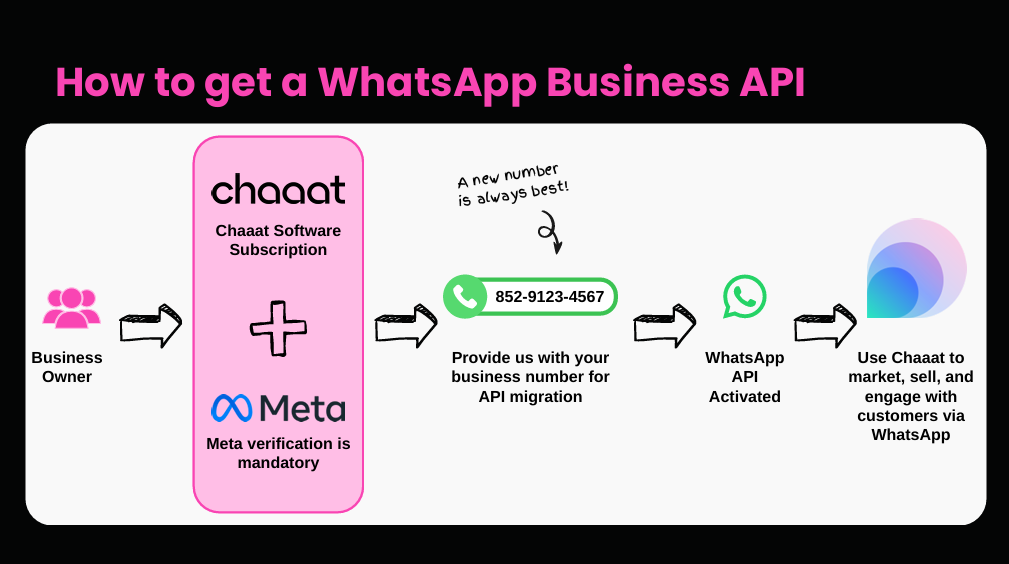 How to get a WhatsApp Business API
Business
Owner
chaaat
Chaaat Software
Subscription
Meta
Meta verification is
mandatory
A new number
is always best!
852-9123-4567
Provide us with your
business number for
API migration
WhatsApp
API
Activated
Use Chaaat to
market, sell, and
engage with
customers via
WhatsApp